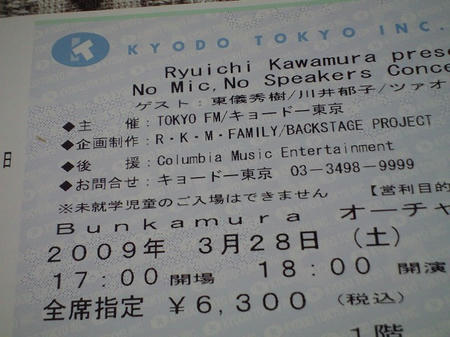 KYODO TOKYO INC.
Ryuichi Kawamura pres
No Mic, No Speakers Conce
ゲスト:東儀秀樹/川井郁子/ツァオ
◆主　催:TOKYO FM/キョードー東京
◆企画制作:R・K・M・FAMILY/BACKSTAGE PROJECT
◆後　援:Columbia Music Entertainment
◆お問合せ:キョードー東京　03-3498-9999
※未就学児童のご入場はできません　【営利目的
Bunkamura オーチャ
2009年　3月28日　(土)
17:00開場　18:00開演
全席指定　￥6,300　(税込)
1階
日